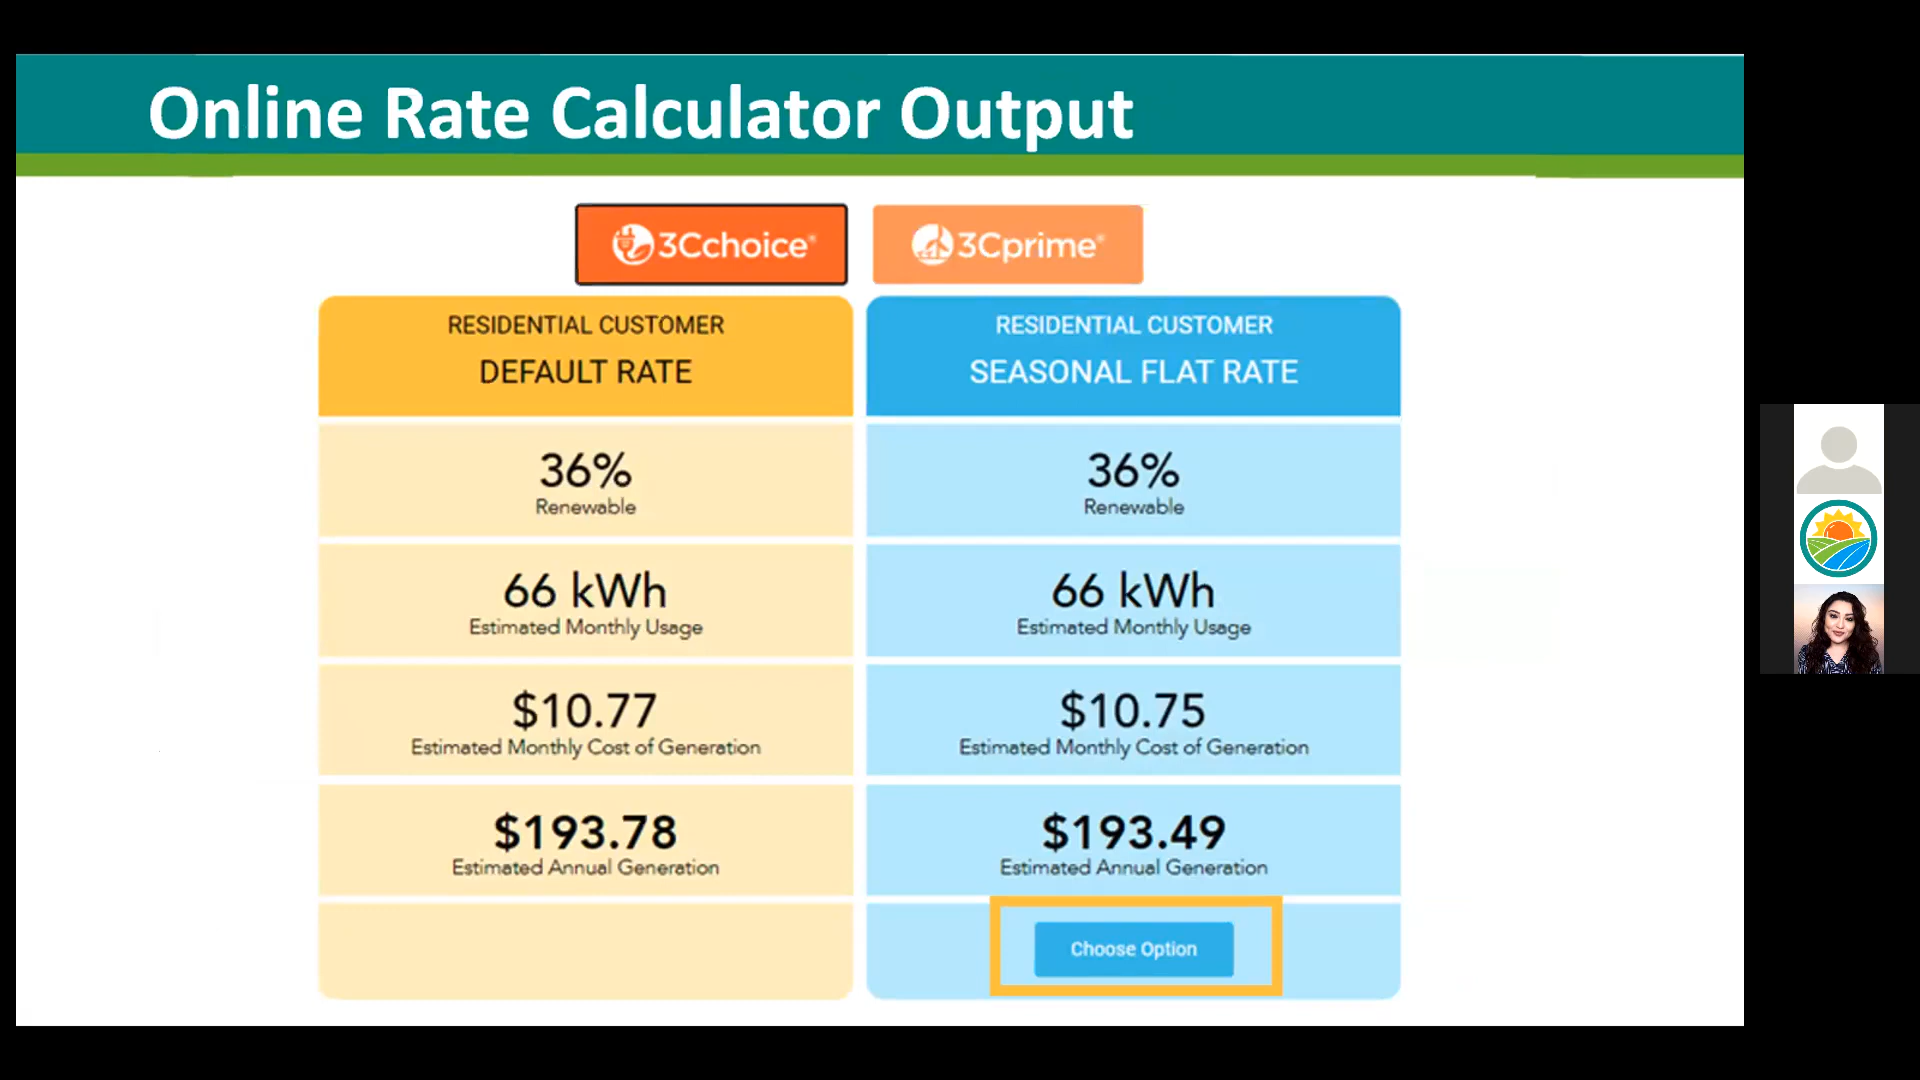 Online Rate Calculator Output
3Cchoice®
3Cprime®
RESIDENTIAL CUSTOMER
DEFAULT RATE
36%
Renewable
66 kWh
Estimated Monthly Usage
$10.77
Estimated Monthly Cost of Generation
$193.78
Estimated Annual Generation
RESIDENTIAL CUSTOMER
SEASONAL FLAT RATE
36%
Renewable
66 kWh
Estimated Monthly Usage
$10.75
Estimated Monthly Cost of Generation
$193.49
Estimated Annual Generation
Choose Option